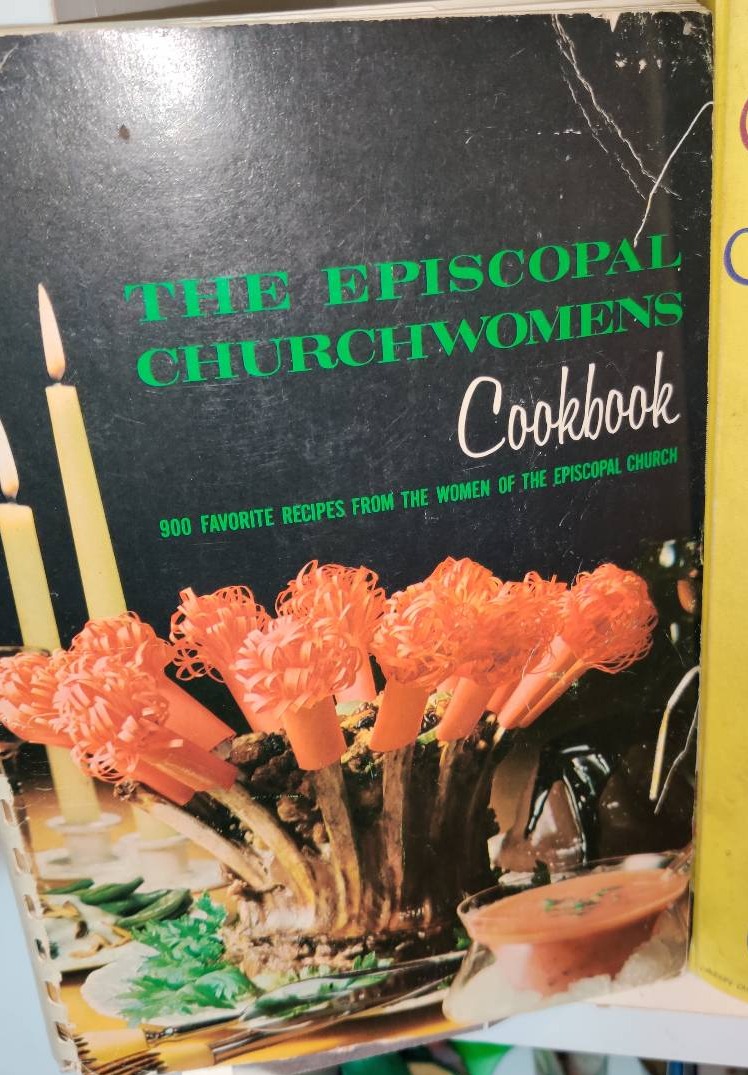 THE EPISCOPAL
CHURCHWOMENS
Cookbook
900 FAVORITE RECIPES FROM THE WOMEN OF THE EPISCOPAL CHURCH